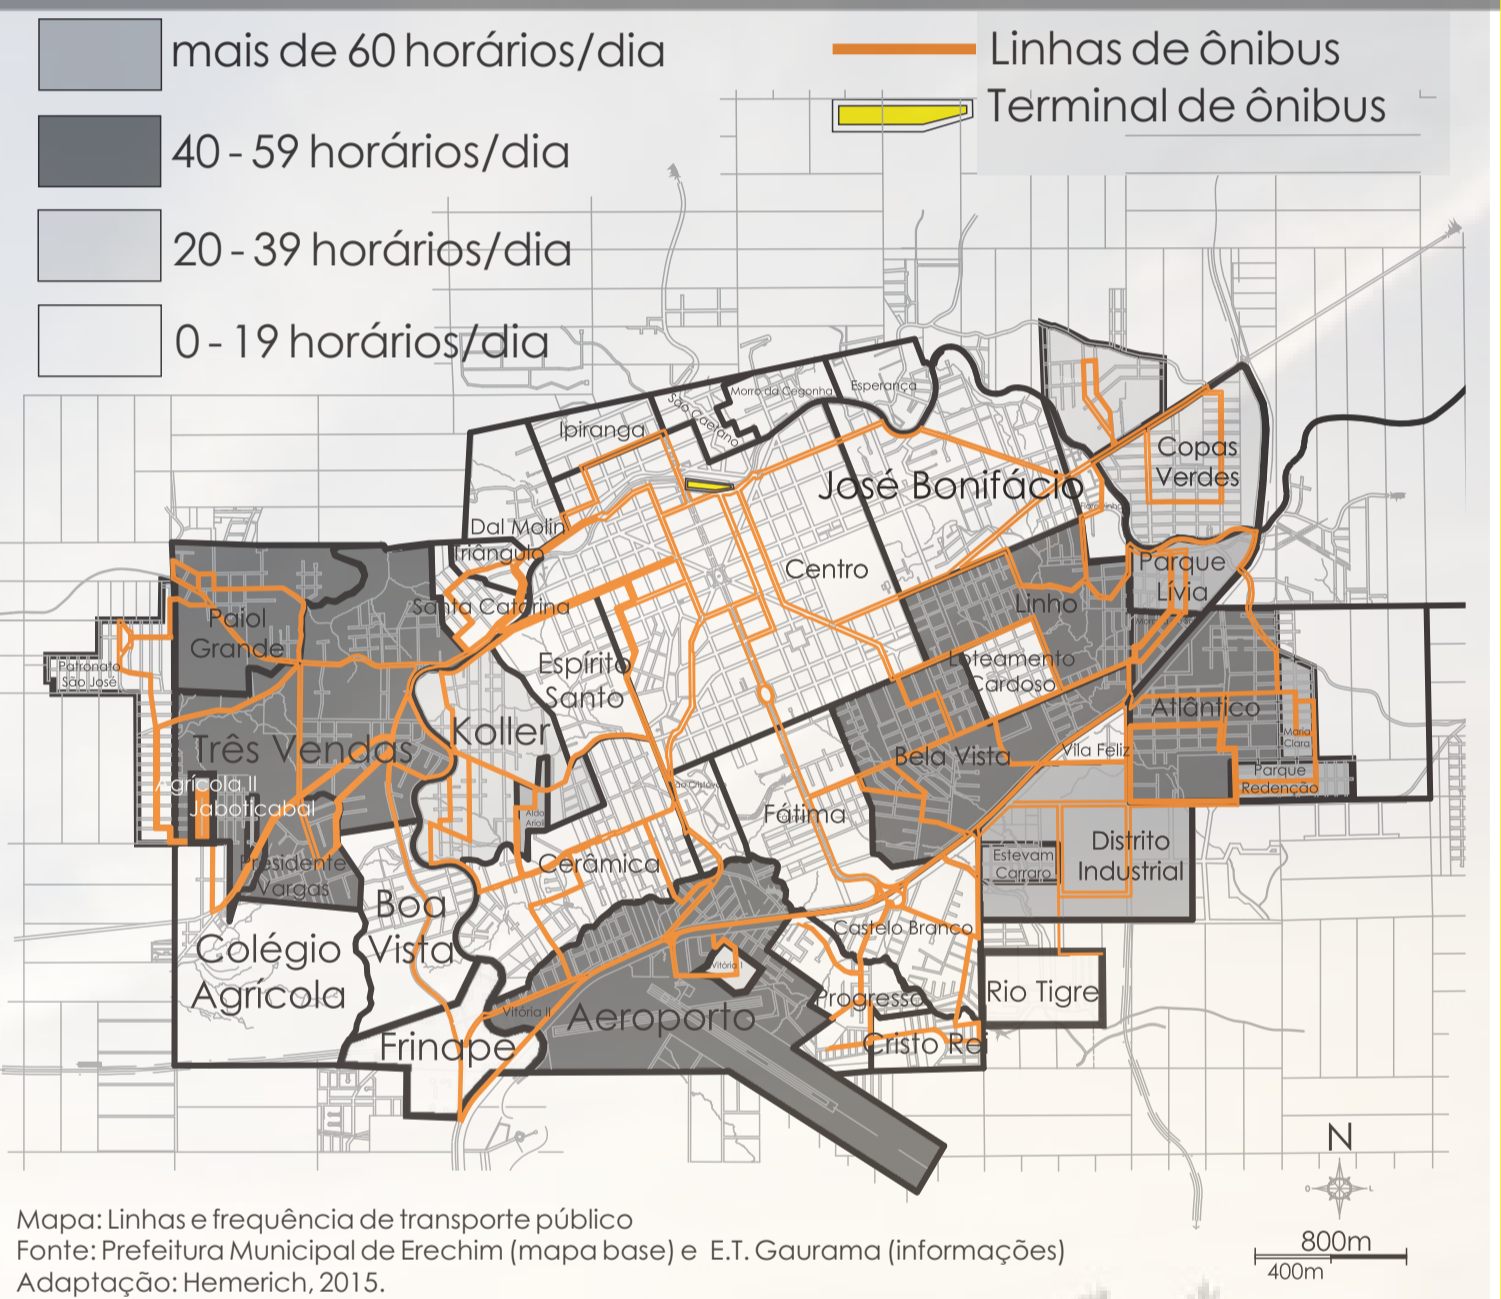 mais de 60 horários/dia
40 - 59 horários/dia
20 - 39 horários/dia
0 - 19 horários/dia
Linhas de ônibus
Terminal de ônibus
Morro da Cegonha
Esperança
São Caetano
Ipiranga
Copas
Verdes
José Bonifácio
Dal Molin
Triângulo
Centro
Parque
Lívia
Santa Catarina
Linho
Paiol
Grande
Patronato
São José
Espírito
Santo
Loteamento
Cardoso
Atlântico
Koller
Três Vendas
Bela Vista
Vila Feliz
Maria
Clara
Parque
Redenção
Agrícola II
Jaboticabal
Fátima
Aldo
Arioli
Distrito
Industrial
Estevam
Carraro
Cerâmica
Presidente
Vargas
Boa
Vista
Castelo Branco
Colégio
Agrícola
Vitória I
Rio Tigre
Progresso
Vitória II
Aeroporto
Frinape
Cristo Rei
N
O
L
Mapa: Linhas e frequência de transporte público
Fonte: Prefeitura Municipal de Erechim (mapa base) e E.T. Gaurama (informações)
Adaptação: Hemerich, 2015.
800m
400m